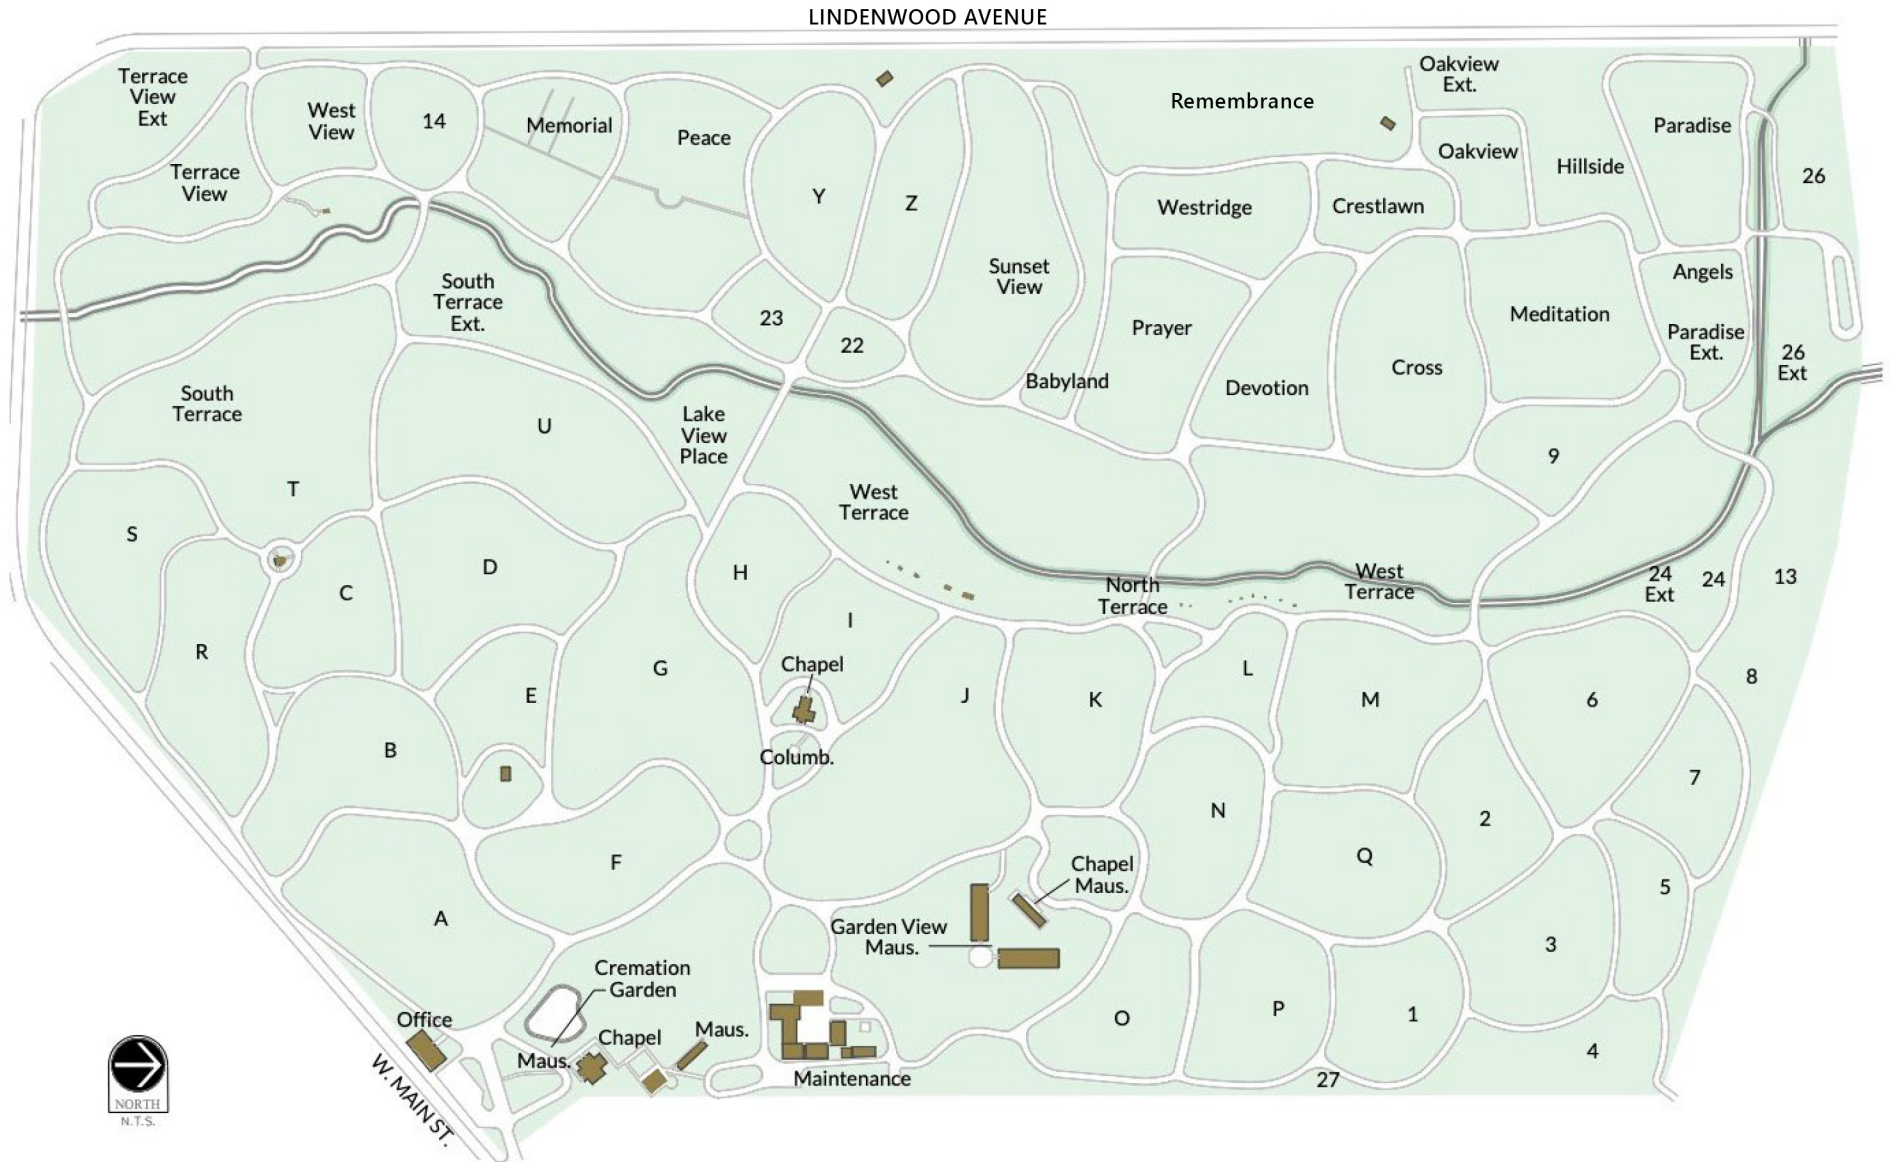 LINDENWOOD AVENUE
Terrace
View
Ext
West
View
14
Memorial
Peace
Remembrance
Oakview
Ext.
Oakview
Hillside
Paradise
26
Terrace
View
Y
Z
Westridge
Crestlawn
South
Terrace
Ext.
23
22
Sunset
View
Prayer
Meditation
Angels
Paradise
Ext.
26
Ext
South
Terrace
U
Lake
View
Place
Babyland
Devotion
Cross
9
T
S
West
Terrace
D
C
H
North
Terrace
West
Terrace
24
Ext
24
13
R
G
I
Chapel
E
J
K
L
M
6
8
B
Columb.
N
2
7
F
Q
Chapel
Maus.
5
A
Garden View
Maus.
3
Cremation
Garden
Office
Chapel
Maus.
Maus.
O
P
1
4
Maintenance
27
W. MAIN ST.
NORTH
N.T.S.